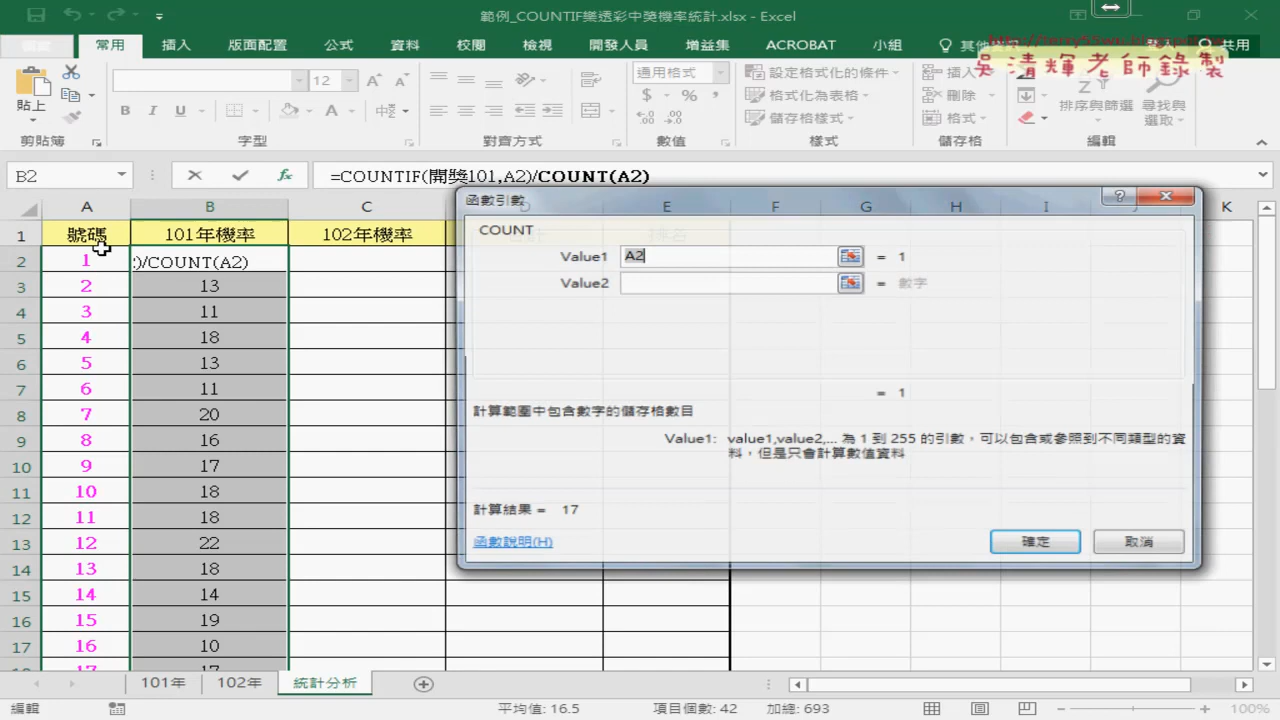 範例_COUNTIF樂透彩中獎機率統計.xlsx - Excel
常用 插入 版面配置 公式 資料 校閱 檢視 開發人員 增益集 ACROBAT 小組 共用
吳清輝老師錄製
貼上 12 B I U A 通用格式 $ % 設定格式化的條件 格式化為表格 儲存格樣式 插入 刪除 格式 排序與篩選 尋找與選取
剪貼簿 字型 對齊方式 數值 樣式 儲存格 編輯
B2 fx =COUNTIF(開獎101,A2)/COUNT(A2)
A B C D E F G H I J K
1 號碼 101年機率 102年機率
2 1 :)/COUNT(A2)
3 2 13
4 3 11
5 4 18
6 5 13
7 6 11
8 7 20
9 8 16
10 9 17
11 10 18
12 11 18
13 12 22
14 13 18
15 14 14
16 15 19
17 16 10
17 17
函數引數
COUNT
Value1 A2 = 1
Value2 = 數字
= 1
計算範圍中包含數字的儲存格數目
Value1: value1,value2,... 為 1 到 255 的引數，可以包含或參照到不同類型的資
料，但是只會計算數值資料
計算結果 = 17
函數說明(H) 確定 取消
101年 102年 統計分析
編輯 平均值: 16.5 項目個數: 42 加總: 693 100%